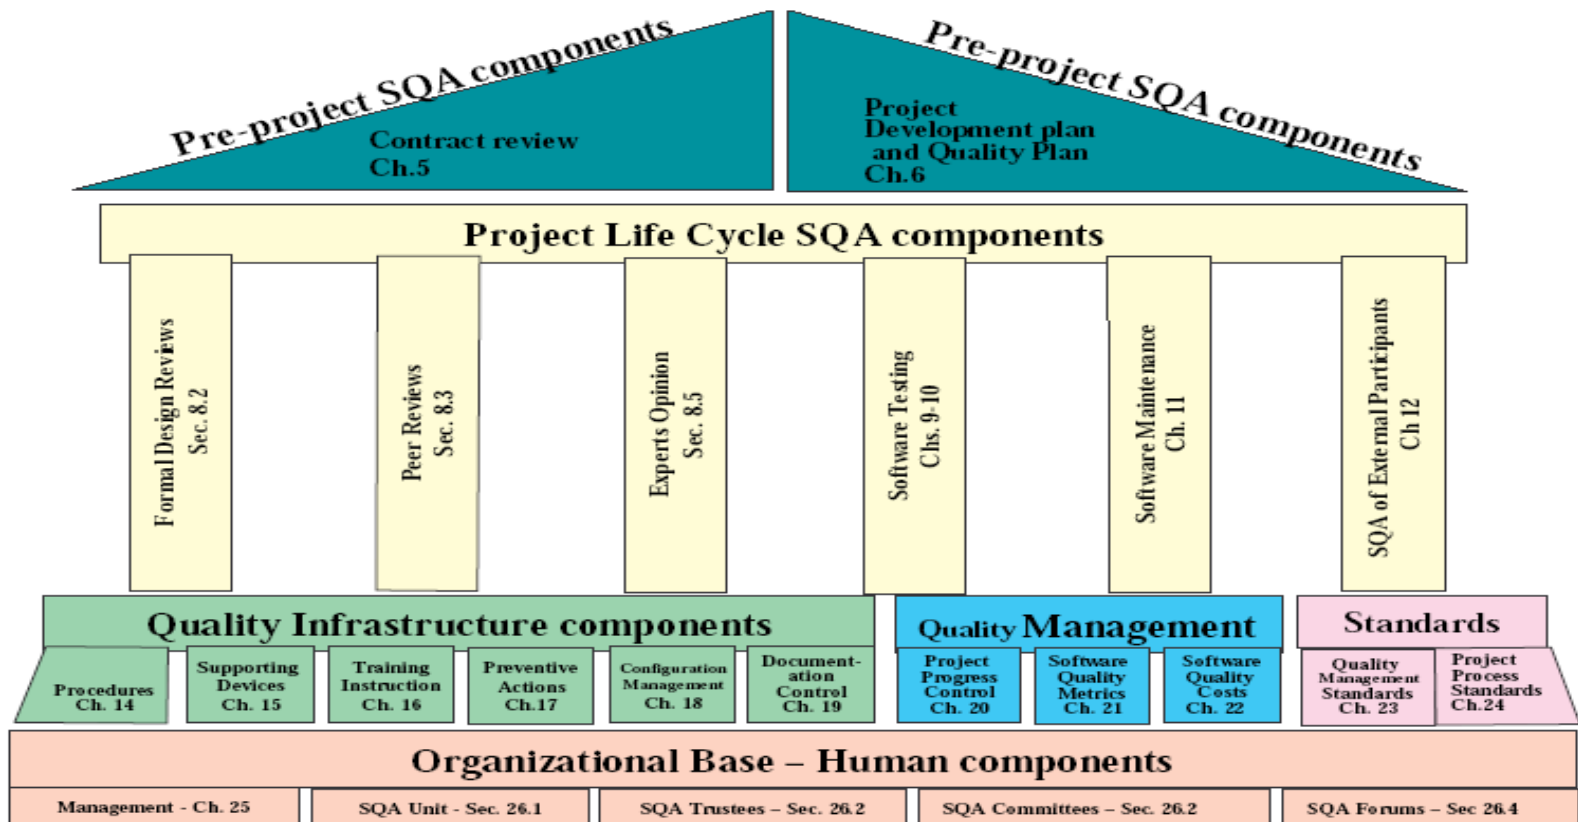 Pre-project SQA components
Pre-project SQA components
Contract review
Ch.5
Project
Development plan
and Quality Plan
Ch.6
Project Life Cycle SQA components
Formal Design Reviews
Sec. 8.2
Peer Reviews
Sec. 8.3
Experts Opinion
Sec. 8.5
Software Testing
Chs. 9-10
Software Maintenance
Ch. 11
SQA of External Participants
Ch 12
Quality Infrastructure components
Procedures
Ch. 14
Supporting
Devices
Ch. 15
Training
Instruction
Ch. 16
Preventive
Actions
Ch.17
Configuration
Management
Ch. 18
Document-
ation
Control
Ch. 19
Quality Management
Project
Progress
Control
Ch. 20
Software
Quality
Metrics
Ch. 21
Software
Quality
Costs
Ch. 22
Standards
Quality
Management
Standards
Ch. 23
Project
Process
Standards
Ch.24
Organizational Base – Human components
Management - Ch. 25
SQA Unit - Sec. 26.1
SQA Trustees – Sec. 26.2
SQA Committees – Sec. 26.2
SQA Forums – Sec 26.4